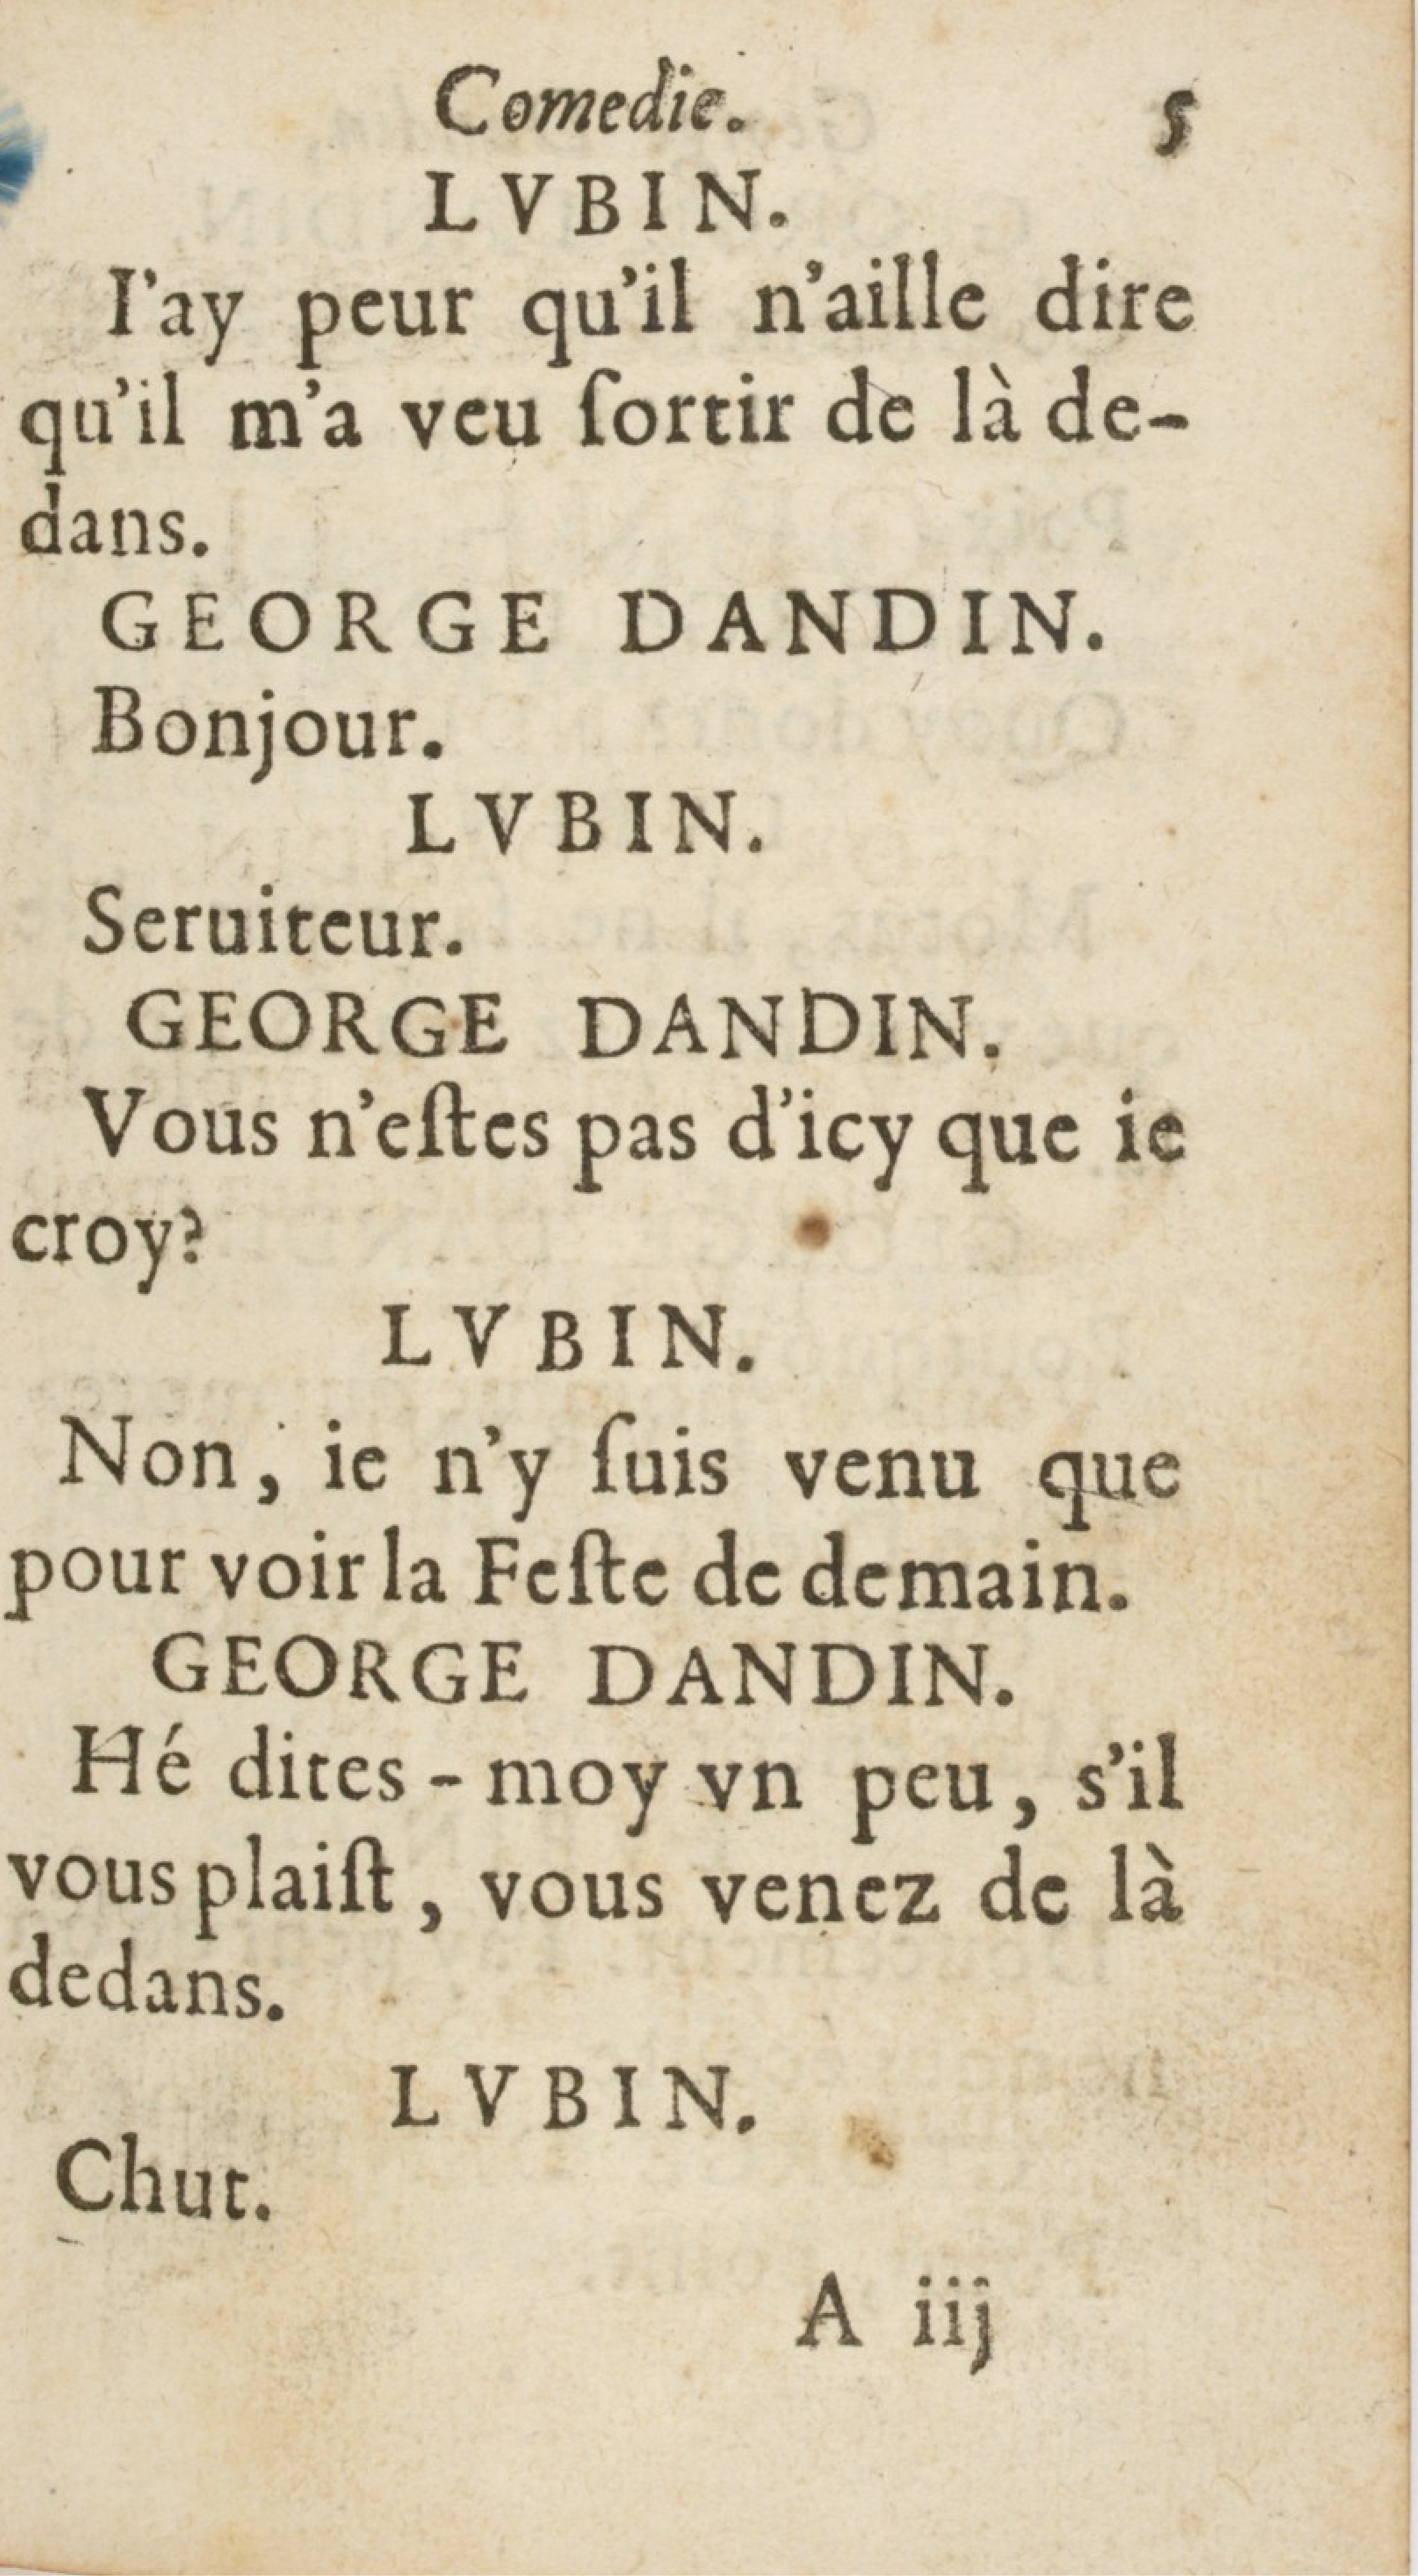 Comedie. 5
LVBIN.
I'ay peur qu'il n'aille dire
qu'il m'a veu ſortir de là de-
dans.
GEORGE DANDIN.
Bonjour.
LVBIN.
Seruiteur.
GEORGE DANDIN.
Vous n'eſtes pas d'icy que ie
croy?
LVBIN.
Non, ie n'y ſuis venu que
pour voir la Feſte de demain.
GEORGE DANDIN.
Hé dites-moy vn peu, s'il
vous plaiſt, vous venez de là
dedans.
LVBIN.
Chut.
A iij